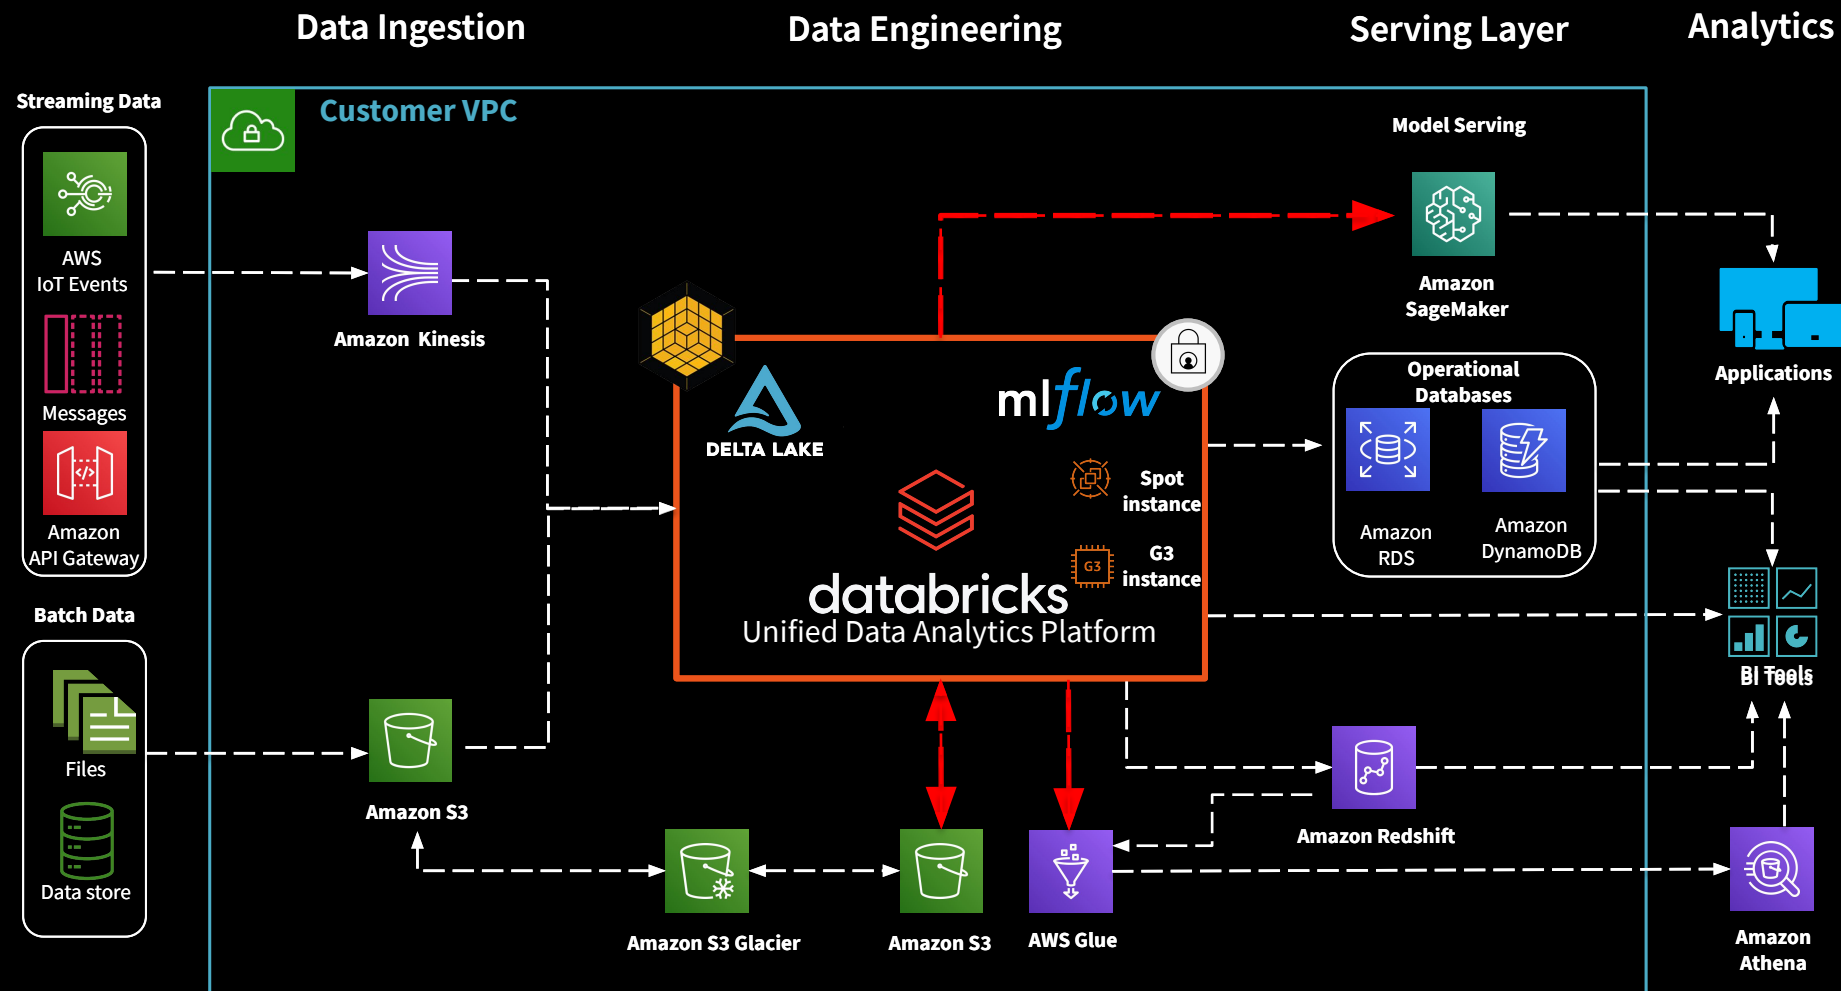 Data Ingestion
Data Engineering
Serving Layer
Analytics
Streaming Data
Customer VPC
AWS
IoT Events
Messages
Amazon
API Gateway
Batch Data
Files
Data store
Amazon  Kinesis
Amazon S3
Amazon S3 Glacier
Amazon S3
AWS Glue
DELTA LAKE
mlflow
Spot
instance
G3
G3
instance
databricks
Unified Data Analytics Platform
Model Serving
Amazon
SageMaker
Operational
Databases
Amazon
RDS
Amazon
DynamoDB
Amazon Redshift
Applications
BI Tools
BI Tools
Amazon
Athena